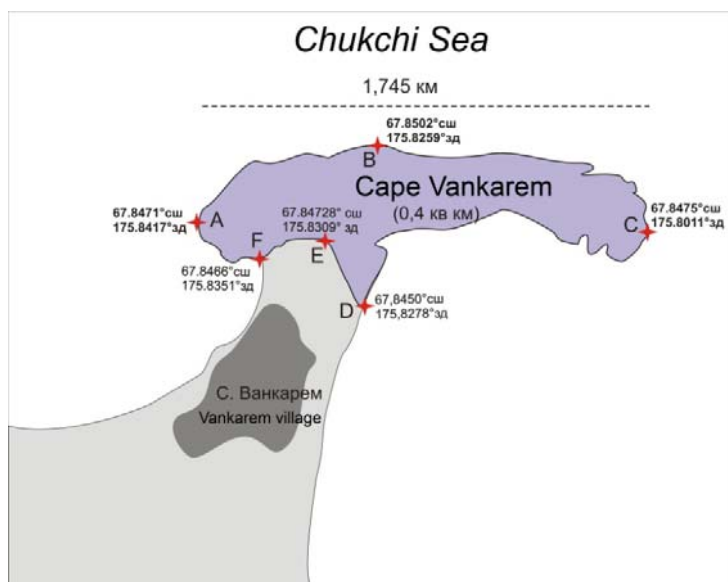 Chukchi Sea
1,745 км
67.8502°сш
175.8259°зд
B
Cape Vankarem
(0,4 кв км)
67.8471°сш
175.8417°зд
A
67.84728° сш
175.8309° зд
E
67.8475°сш
175.8011°зд
C
F
67.8466°сш
175.8351°зд
D
67,8450°сш
175,8278°зд
С. Ванкарем
Vankarem village